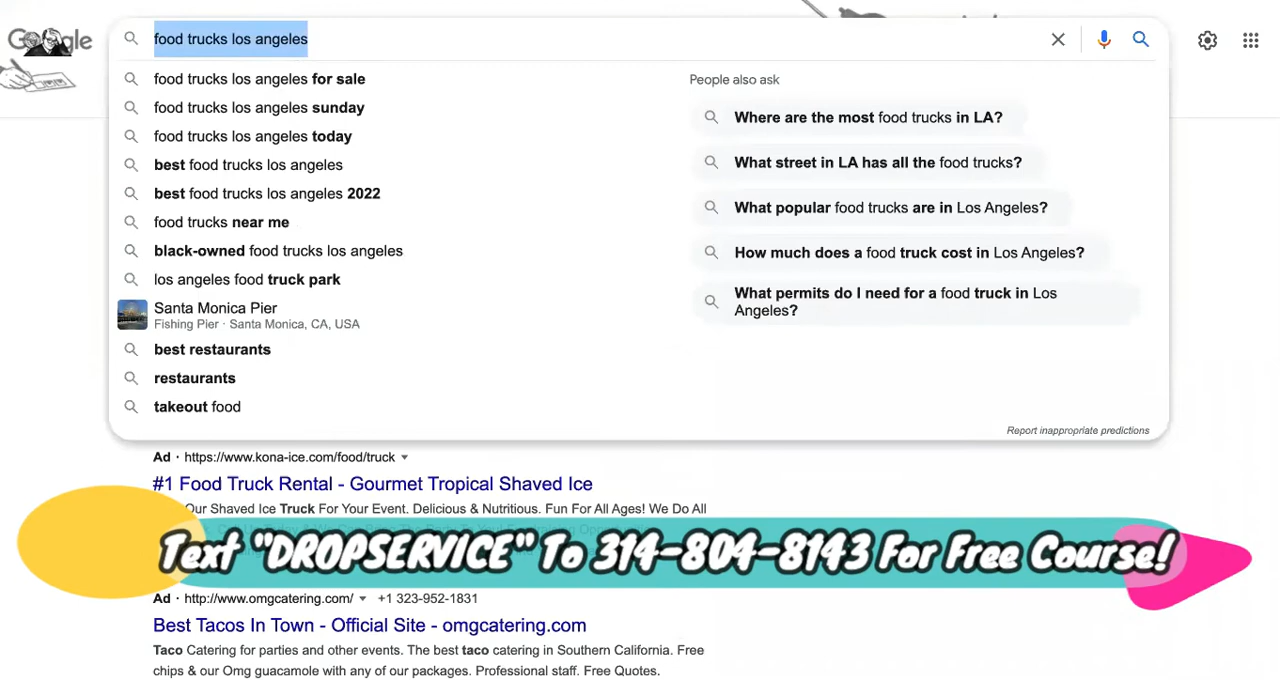 Google
food trucks los angeles
food trucks los angeles for sale
food trucks los angeles sunday
food trucks los angeles today
best food trucks los angeles
best food trucks los angeles 2022
food trucks near me
black-owned food trucks los angeles
los angeles food truck park
Santa Monica Pier
Fishing Pier · Santa Monica, CA, USA
best restaurants
restaurants
takeout food
People also ask
Where are the most food trucks in LA?
What street in LA has all the food trucks?
What popular food trucks are in Los Angeles?
How much does a food truck cost in Los Angeles?
What permits do I need for a food truck in Los
Angeles?
Report inappropriate predictions
Ad · https://www.kona-ice.com/food/truck
#1 Food Truck Rental - Gourmet Tropical Shaved Ice
Our Shaved Ice Truck For Your Event. Delicious & Nutritious. Fun For All Ages! We Do All
Text "DROPSERVICE" To 314-804-8143 For Free Course!
Ad · http://www.omgcatering.com/ +1 323-952-1831
Best Tacos In Town - Official Site - omgcatering.com
Taco Catering for parties and other events. The best taco catering in Southern California. Free
chips & our Omg guacamole with any of our packages. Professional staff. Free Quotes.